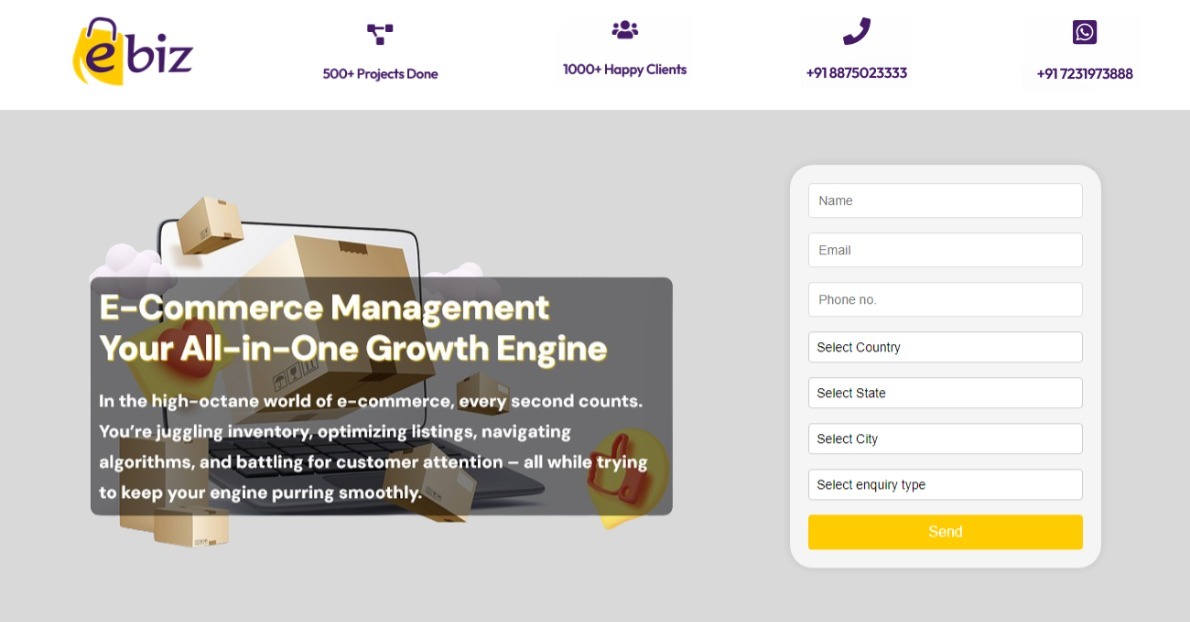 ebiz
500+ Projects Done
1000+ Happy Clients
+91 8875023333
+91 7231973888
E-Commerce Management
Your All-in-One Growth Engine
In the high-octane world of e-commerce, every second counts.
You’re juggling inventory, optimizing listings, navigating
algorithms, and battling for customer attention – all while trying
to keep your engine purring smoothly.
Name
Email
Phone no.
Select Country
Select State
Select City
Select enquiry type
Send